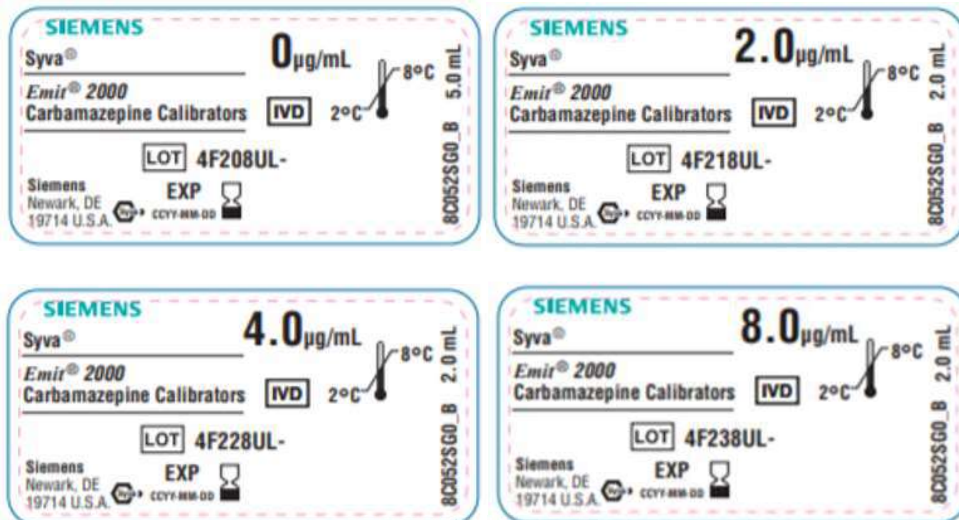 SIEMENS
Syva®
0µg/mL
Emit® 2000
Carbamazepine Calibrators
IVD
2°C
8°C
5.0 mL
LOT 4F208UL-
Siemens
Newark, DE
19714 U.S.A.
EXP
CCYY-MM-DD
8C052SG0_B
SIEMENS
Syva®
2.0µg/mL
Emit® 2000
Carbamazepine Calibrators
IVD
2°C
8°C
2.0 mL
LOT 4F218UL-
Siemens
Newark, DE
19714 U.S.A.
EXP
CCYY-MM-DD
8C052SG0_B
SIEMENS
Syva®
4.0µg/mL
Emit® 2000
Carbamazepine Calibrators
IVD
2°C
8°C
2.0 mL
LOT 4F228UL-
Siemens
Newark, DE
19714 U.S.A.
EXP
CCYY-MM-DD
8C052SG0_B
SIEMENS
Syva®
8.0µg/mL
Emit® 2000
Carbamazepine Calibrators
IVD
2°C
8°C
2.0 mL
LOT 4F238UL-
Siemens
Newark, DE
19714 U.S.A.
EXP
CCYY-MM-DD
8C052SG0_B